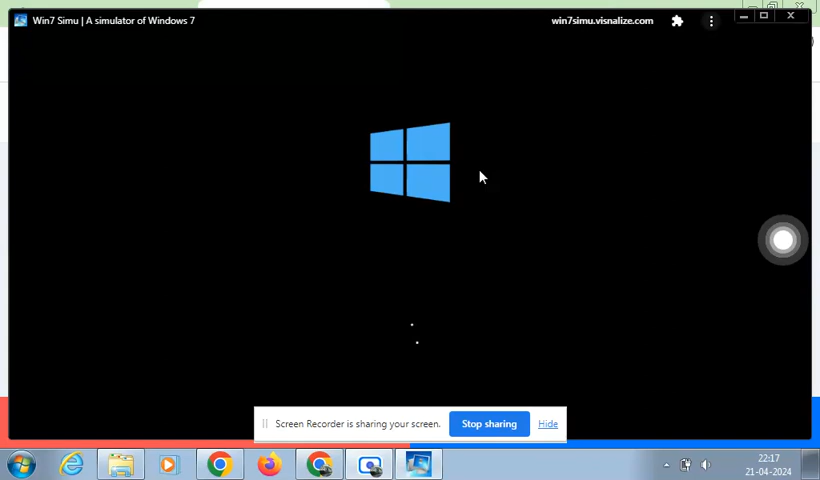 Win7 Simu | A simulator of Windows 7
win7simu.visnalize.com
Screen Recorder is sharing your screen.
Stop sharing
Hide
22:17
21-04-2024